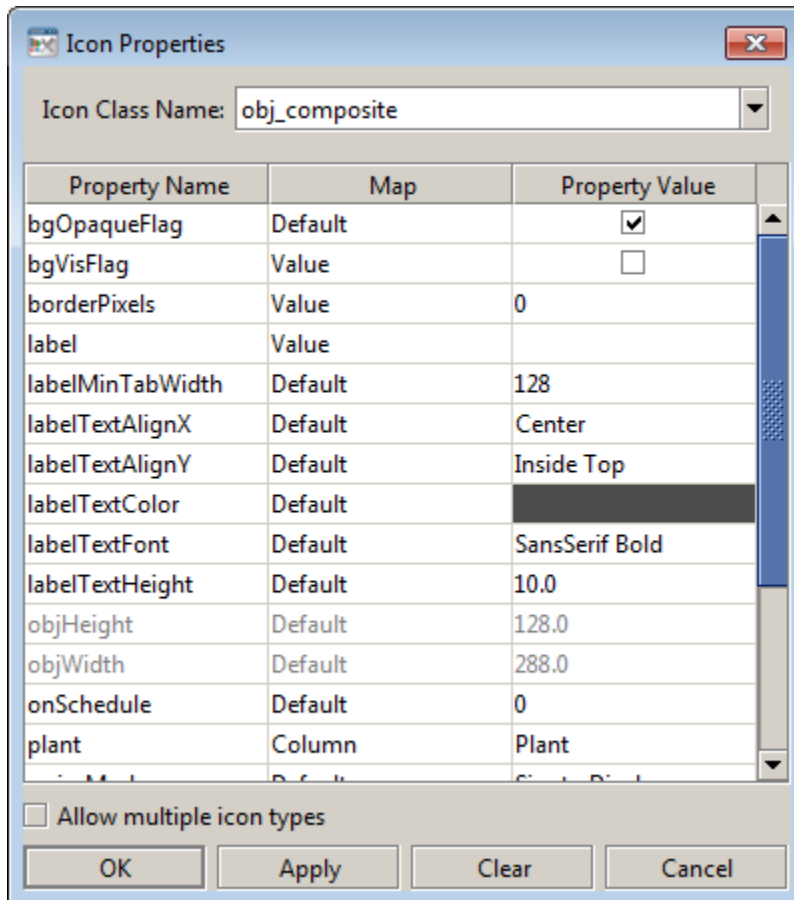 Icon Properties
Icon Class Name: obj_composite
Property Name Map Property Value
bgOpaqueFlag Default
bgVisFlag Value
borderPixels Value 0
label Value
labelMinTabWidth Default 128
labelTextAlignX Default Center
labelTextAlignY Default Inside Top
labelTextColor Default
labelTextFont Default SansSerif Bold
labelTextHeight Default 10.0
objHeight Default 128.0
objWidth Default 288.0
onSchedule Default 0
plant Column Plant
Allow multiple icon types
OK Apply Clear Cancel